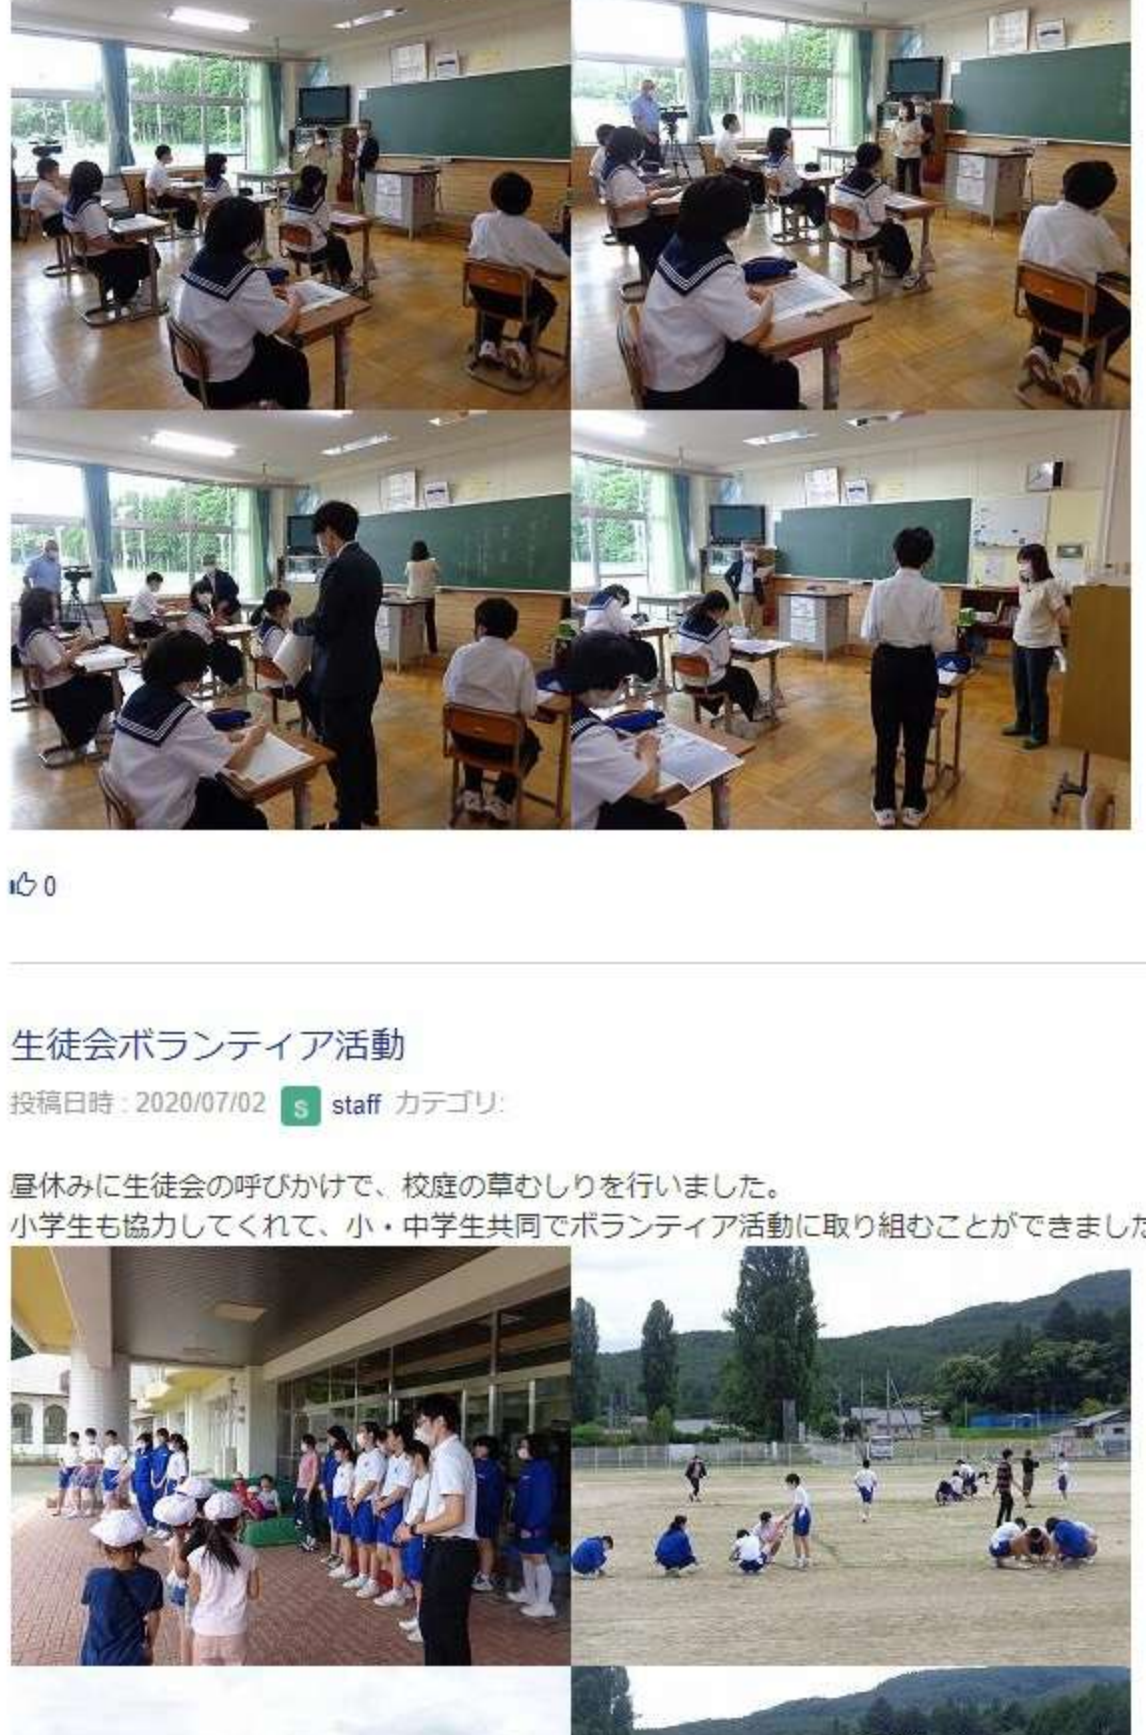 0
生徒会ボランティア活動
投稿日時 : 2020/07/02 s staff カテゴリ:
昼休みに生徒会の呼びかけで、校庭の草むしりを行いました。
小学生も協力してくれて、小・中学生共同でボランティア活動に取り組むことができました